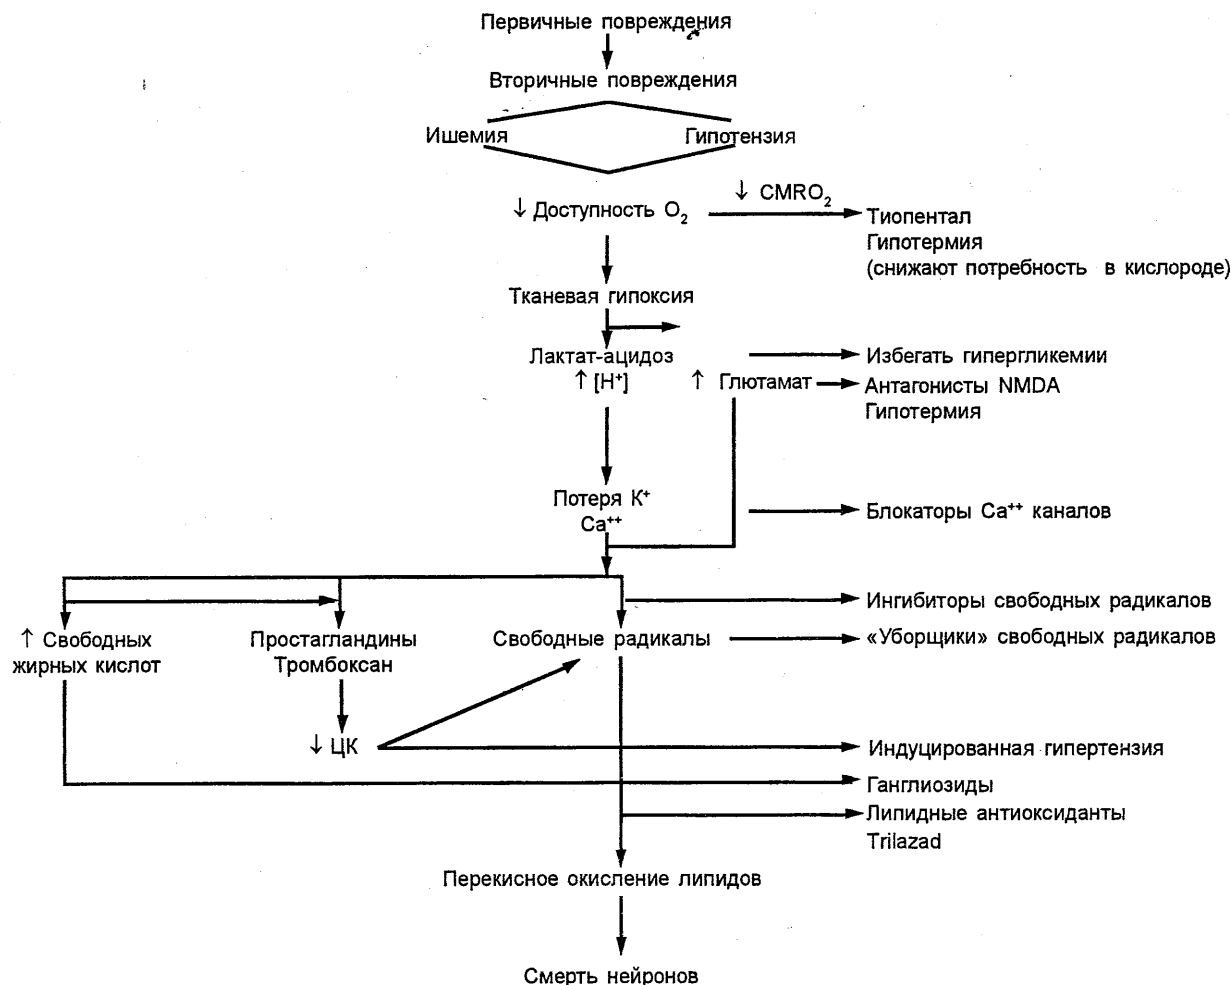 Первичные повреждения
Вторичные повреждения
Ишемия
Гипотензия
↓ CMRO₂
↓ Доступность O₂
Тиопентал
Гипотермия
(снижают потребность в кислороде)
Тканевая гипоксия
Лактат-ацидоз
Избегать гипергликемии
↑ [H⁺]
↑ Глютамат
Антагонисты NMDA
Гипотермия
Потеря K⁺
Ca⁺⁺
Блокаторы Ca⁺⁺ каналов
Ингибиторы свободных радикалов
↑ Свободных
жирных кислот
Простагландины
Тромбоксан
Свободные радикалы
«Уборщики» свободных радикалов
↓ ЦК
Индуцированная гипертензия
Ганглиозиды
Липидные антиоксиданты
Trilazad
Перекисное окисление липидов
Смерть нейронов